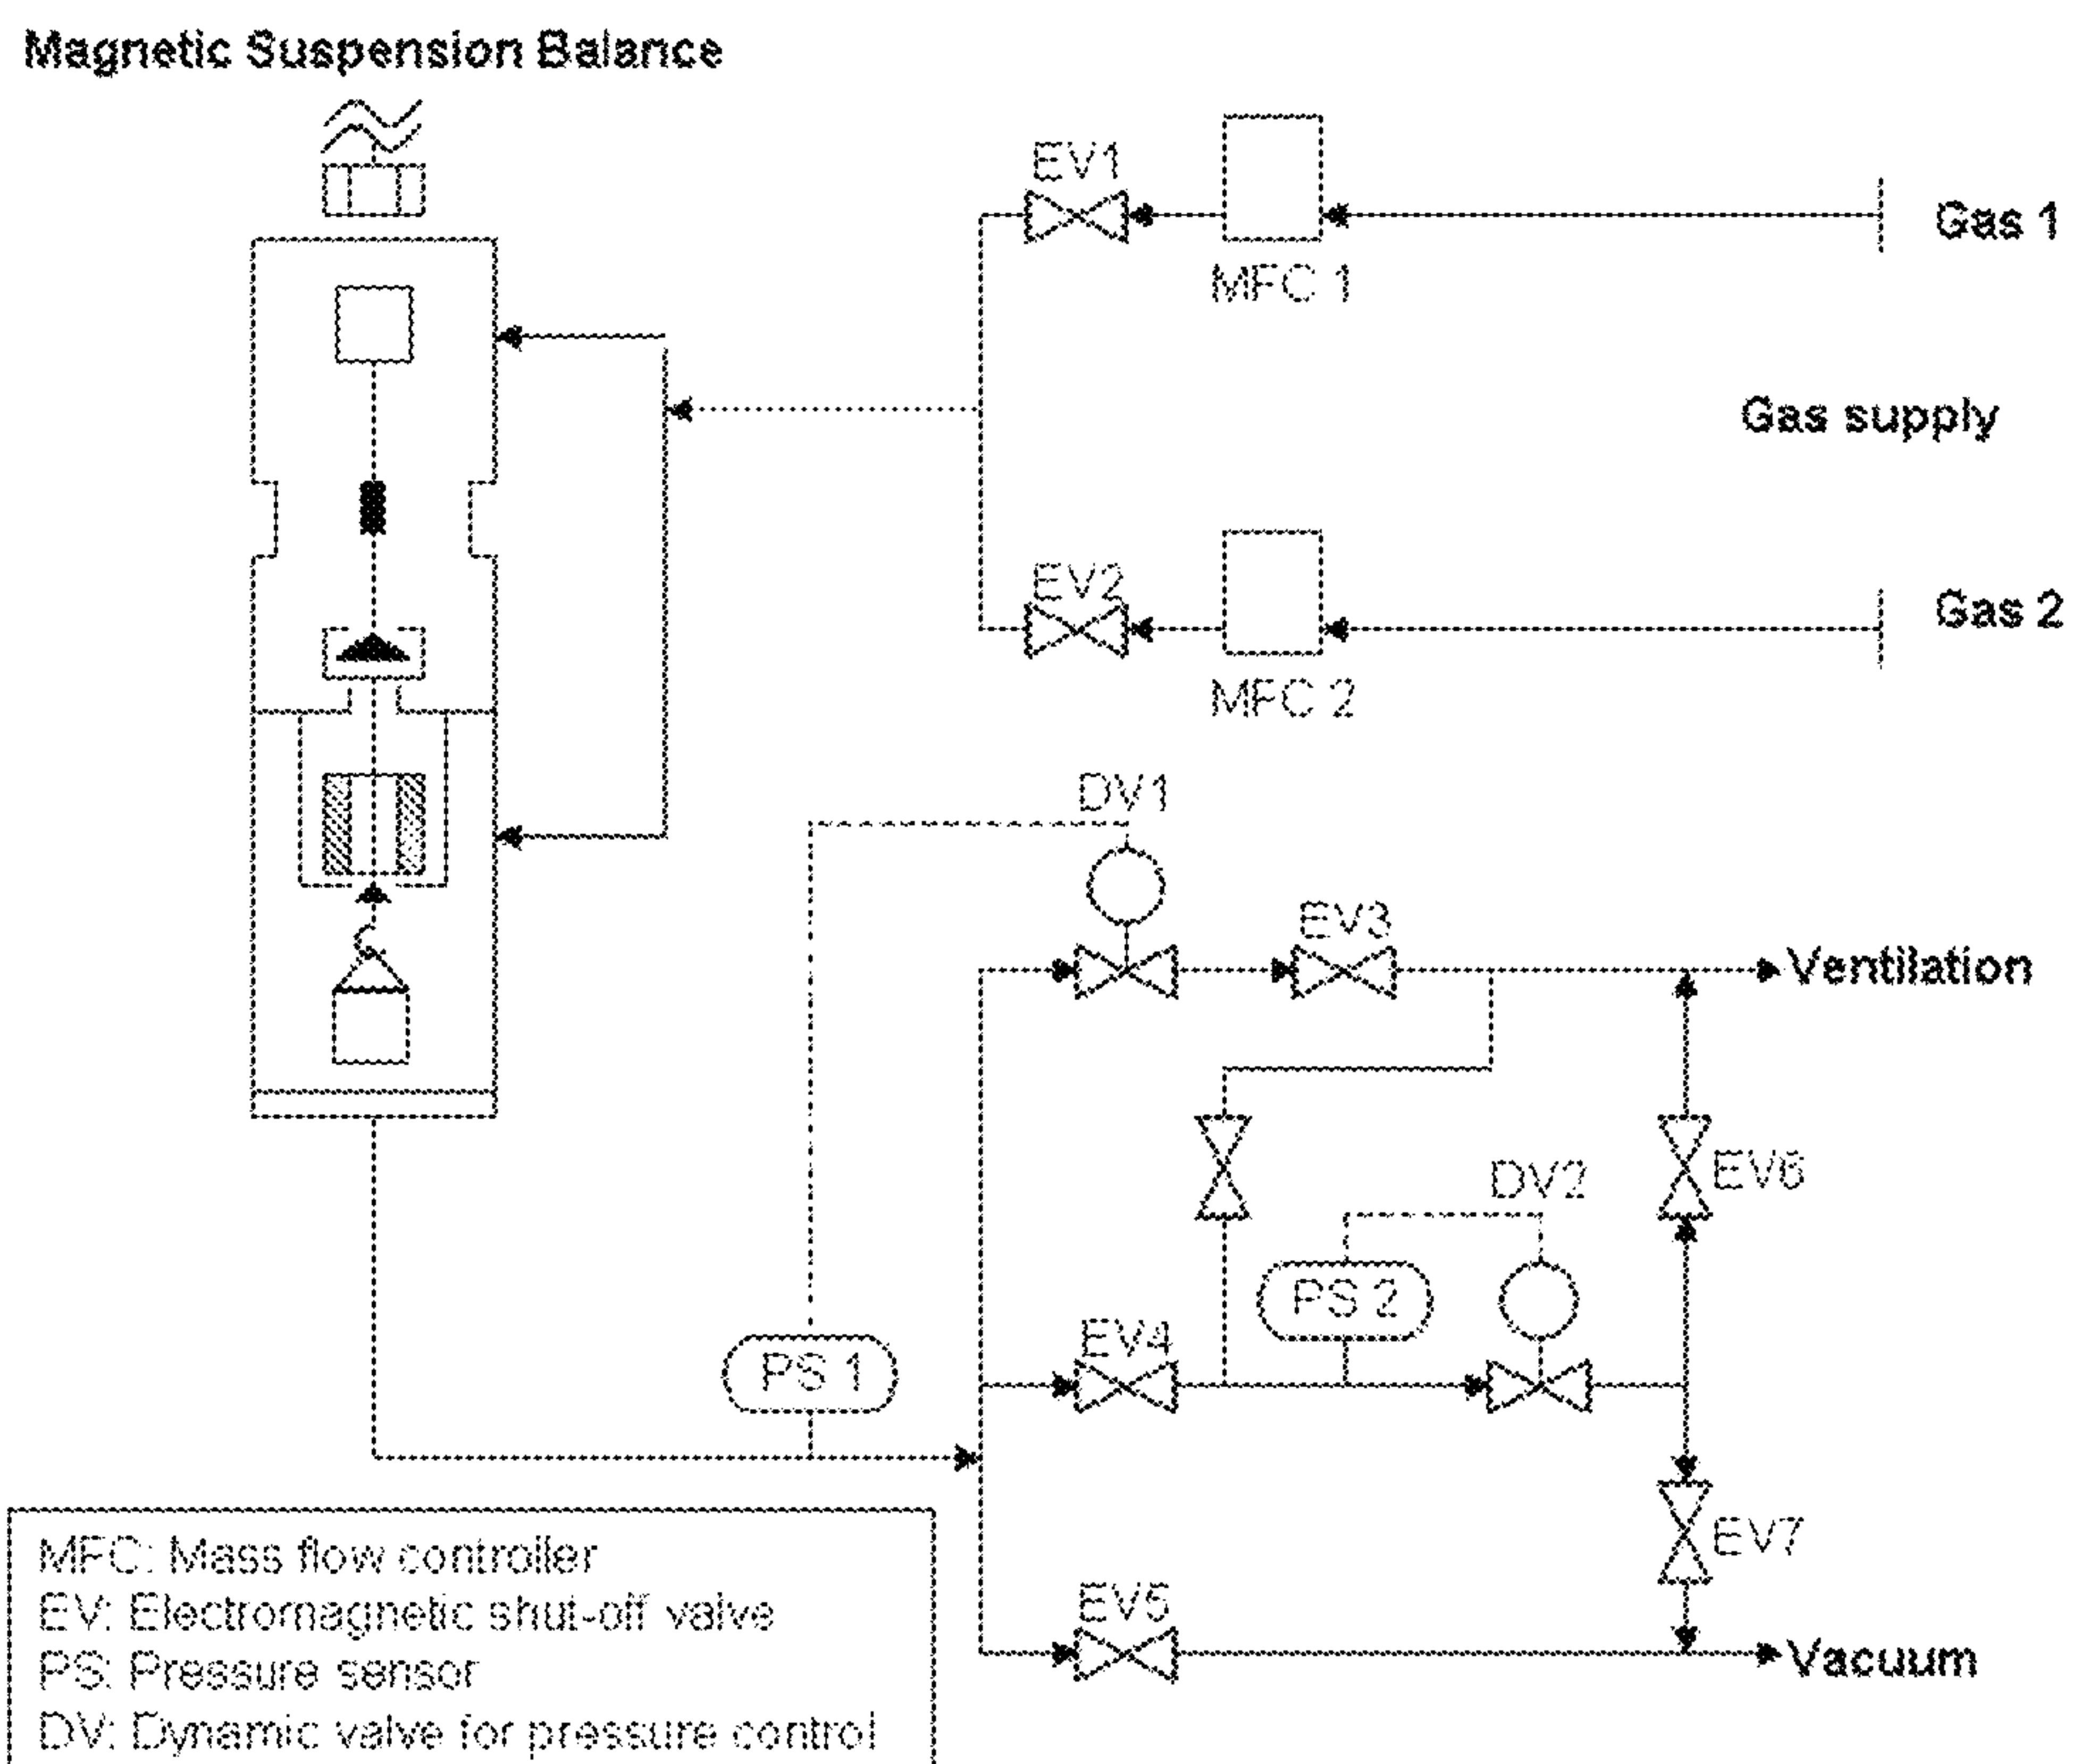 Magnetic Suspension Balance
EV1
Gas 1
MFC 1
Gas supply
EV2
Gas 2
MFC 2
DV1
EV3
Ventilation
DV2
EV6
PS 2
EV4
PS 1
EV7
EV5
Vacuum
MFC: Mass flow controller
EV: Electromagnetic shut-off valve
PS: Pressure sensor
DV: Dynamic valve for pressure control